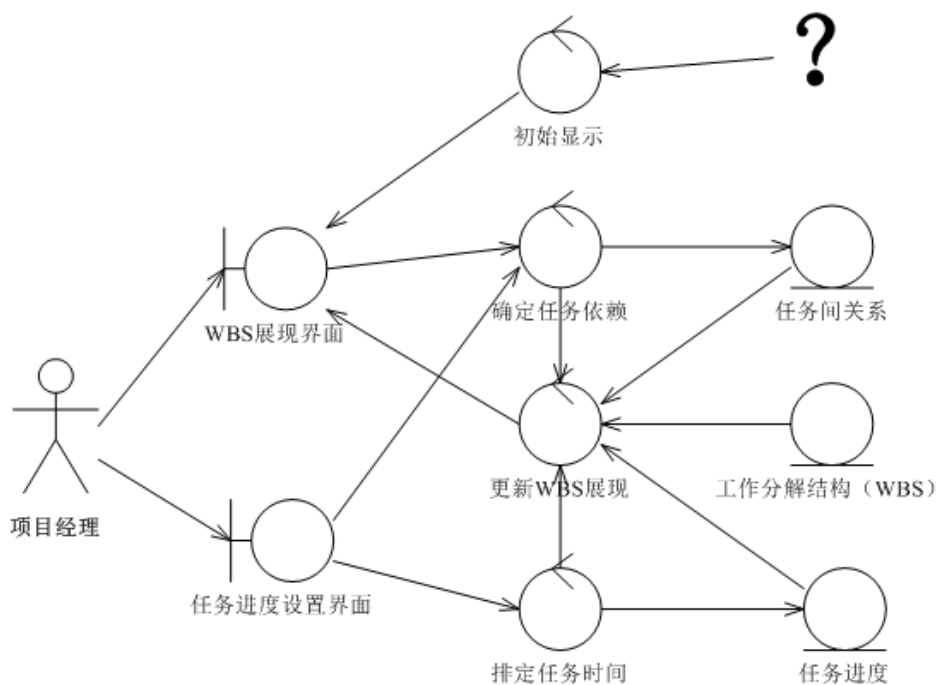 ?
初始显示
确定任务依赖
任务间关系
WBS展现界面
更新WBS展现
工作分解结构（WBS）
项目经理
任务进度设置界面
排定任务时间
任务进度